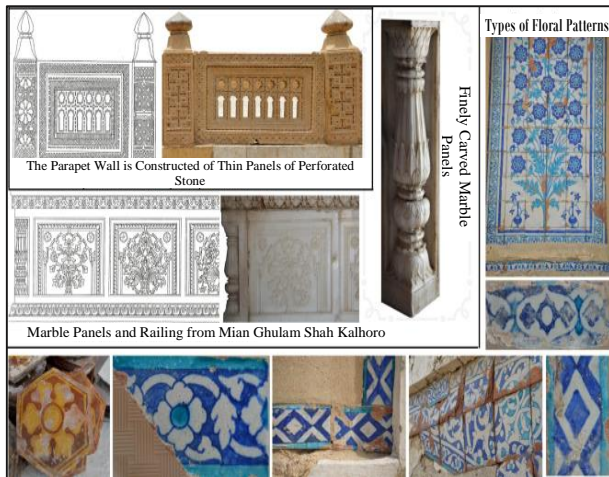 The Parapet Wall is Constructed of Thin Panels of Perforated
Stone
Marble Panels and Railing from Mian Ghulam Shah Kalhoro
Finely Carved Marble
Panels
Types of Floral Patterns